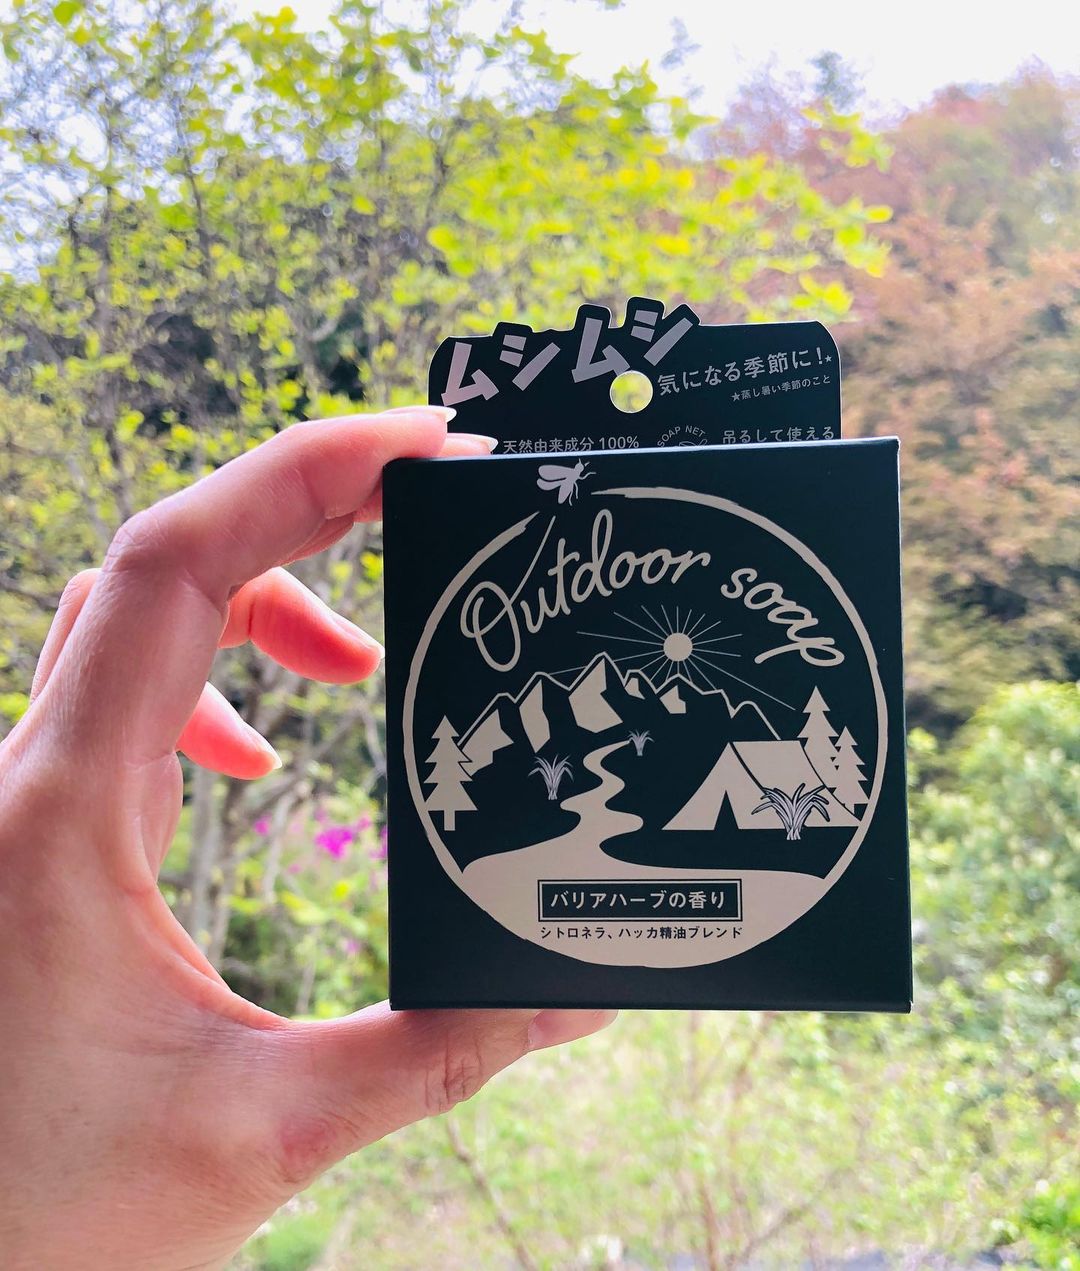 ムシムシ
気になる季節に!★
★蒸し暑い季節のこと
天然由来成分100%
SOAP NET
吊るして使える
Outdoor soap
バリアハーブの香り
シトロネラ、ハッカ精油ブレンド